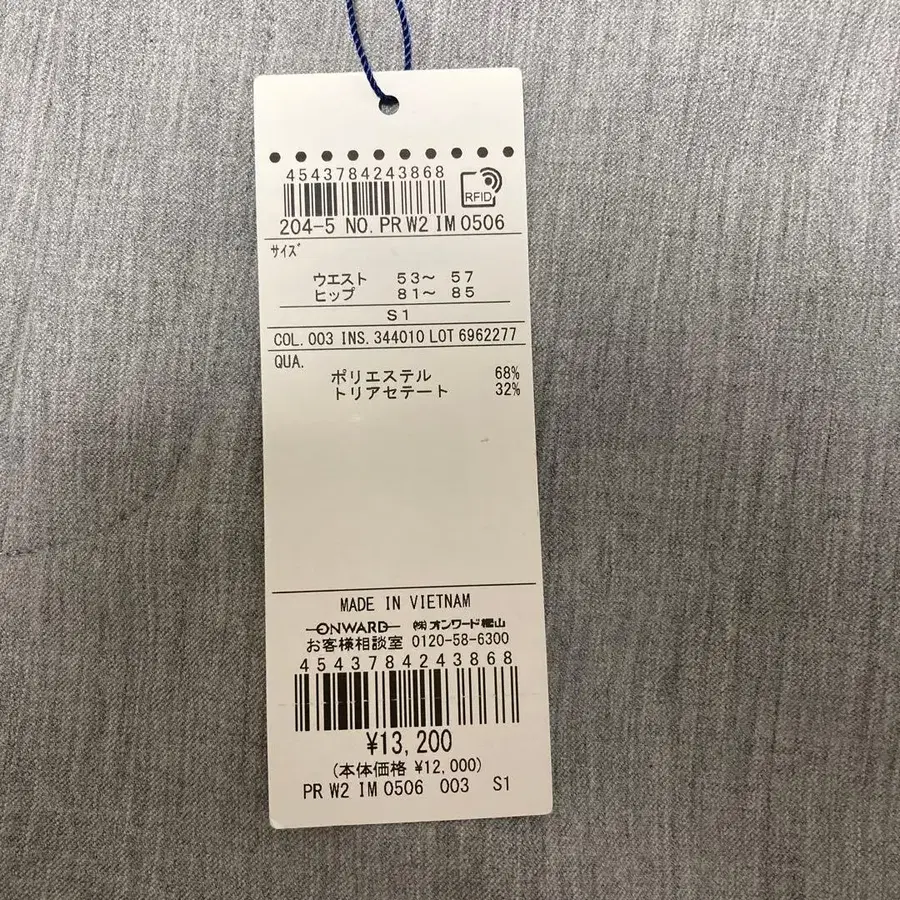 4543784243868
RFID
204-5 NO. PR W2 IM 0506
サイズ
ウエスト 53〜 57
ヒップ 81〜 85
S1
COL. 003 INS. 344010 LOT 6962277
QUA.
ポリエステル 68%
トリアセテート 32%
MADE IN VIETNAM
ONWARD ㈱オンワード樫山
お客様相談室 0120-58-6300
4543784243868
¥13,200
(本体価格 ¥12,000)
PR W2 IM 0506 003 S1